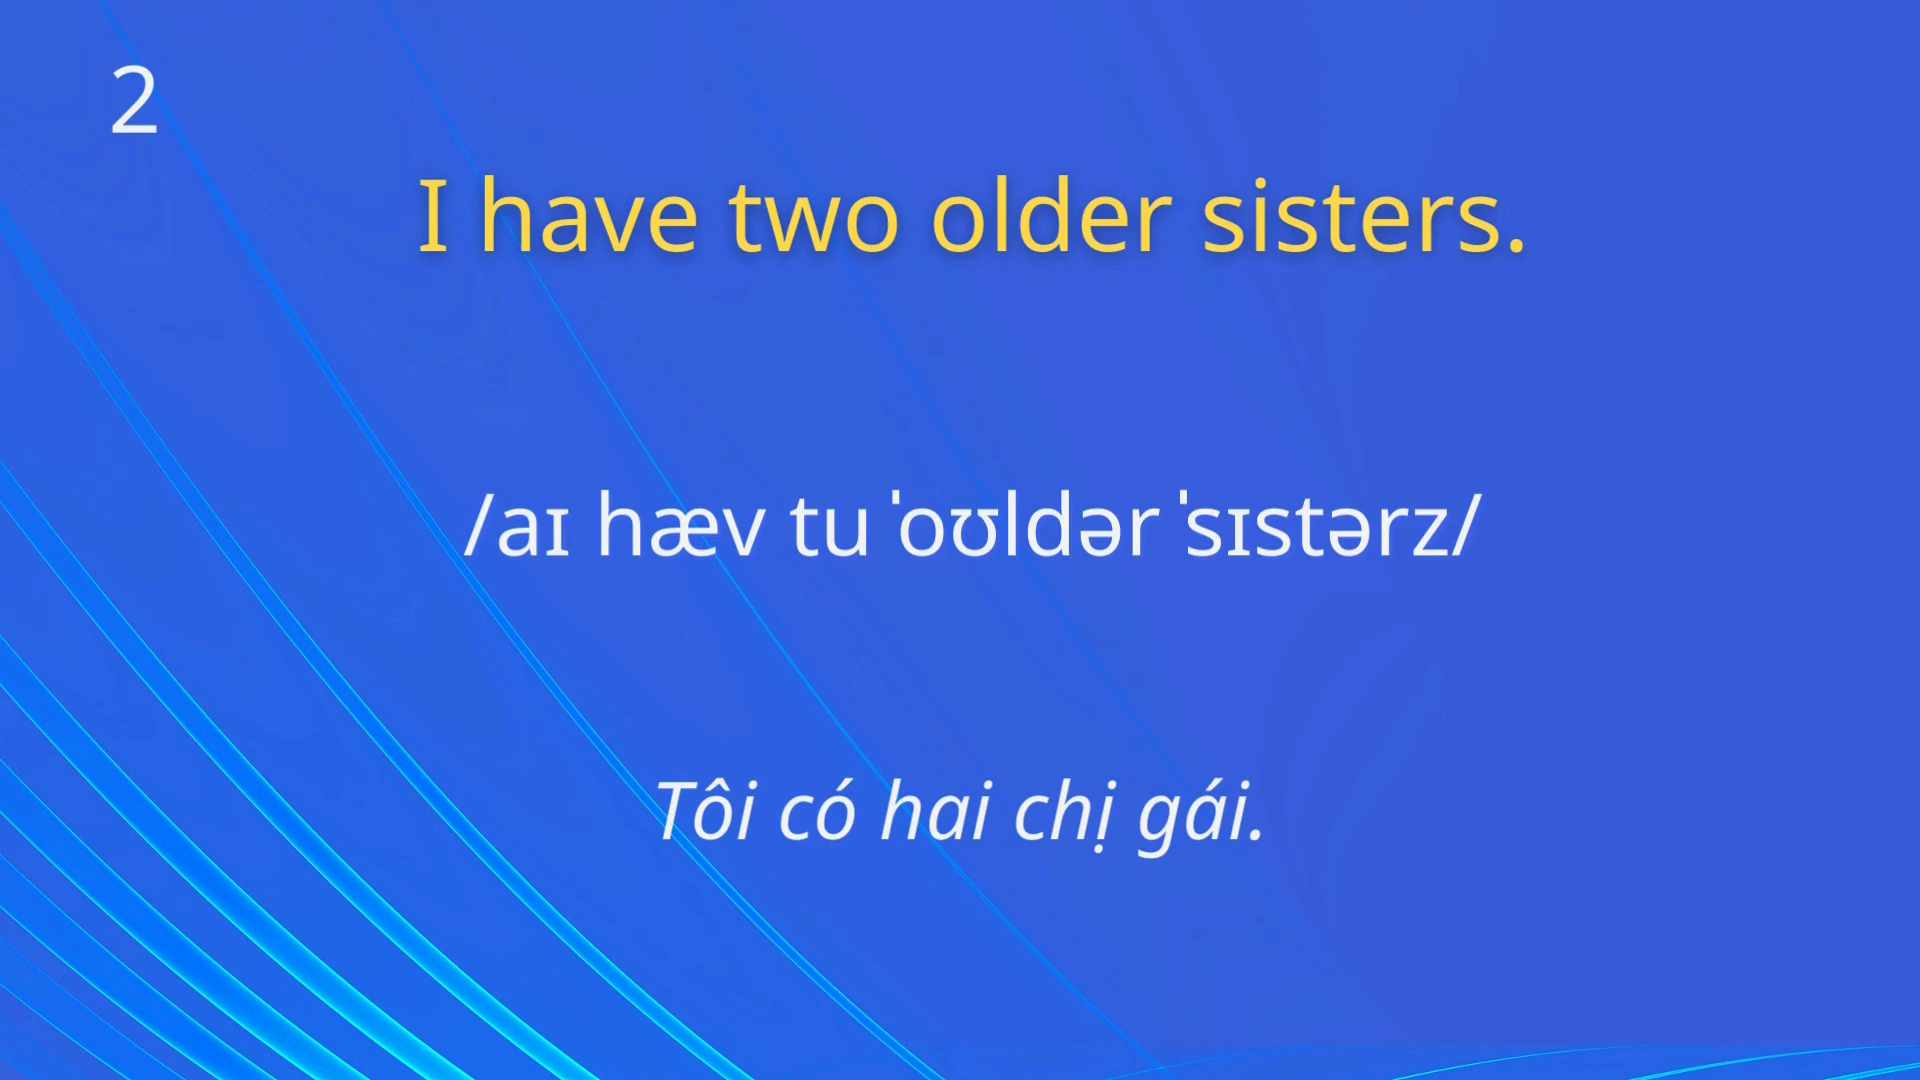 2
I have two older sisters.
/aɪ hæv tu ˈoʊldər ˈsɪstərz/
Tôi có hai chị gái.